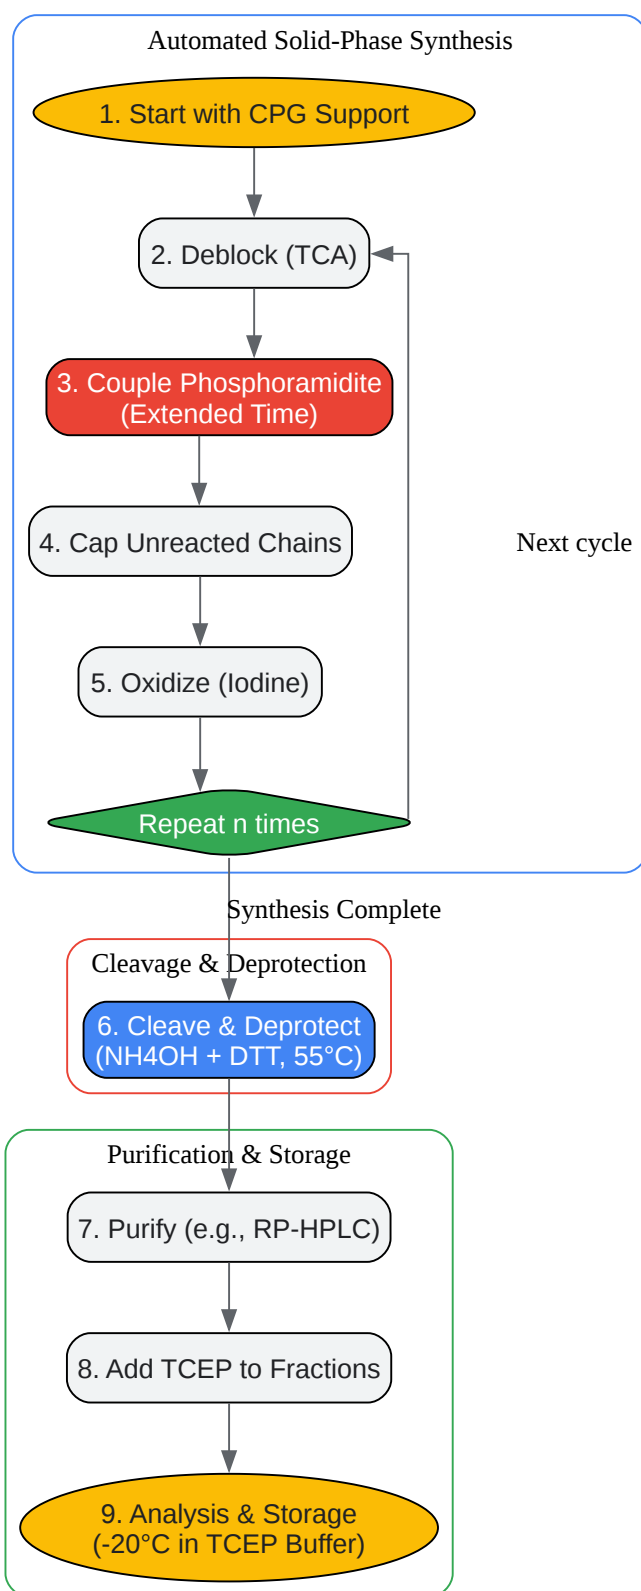 Automated Solid-Phase Synthesis
1. Start with CPG Support
2. Deblock (TCA)
3. Couple Phosphoramidite
(Extended Time)
4. Cap Unreacted Chains
Next cycle
5. Oxidize (Iodine)
Repeat n times
Synthesis Complete
Cleavage & Deprotection
6. Cleave & Deprotect
(NH4OH + DTT, 55°C)
Purification & Storage
7. Purify (e.g., RP-HPLC)
8. Add TCEP to Fractions
9. Analysis & Storage
(-20°C in TCEP Buffer)